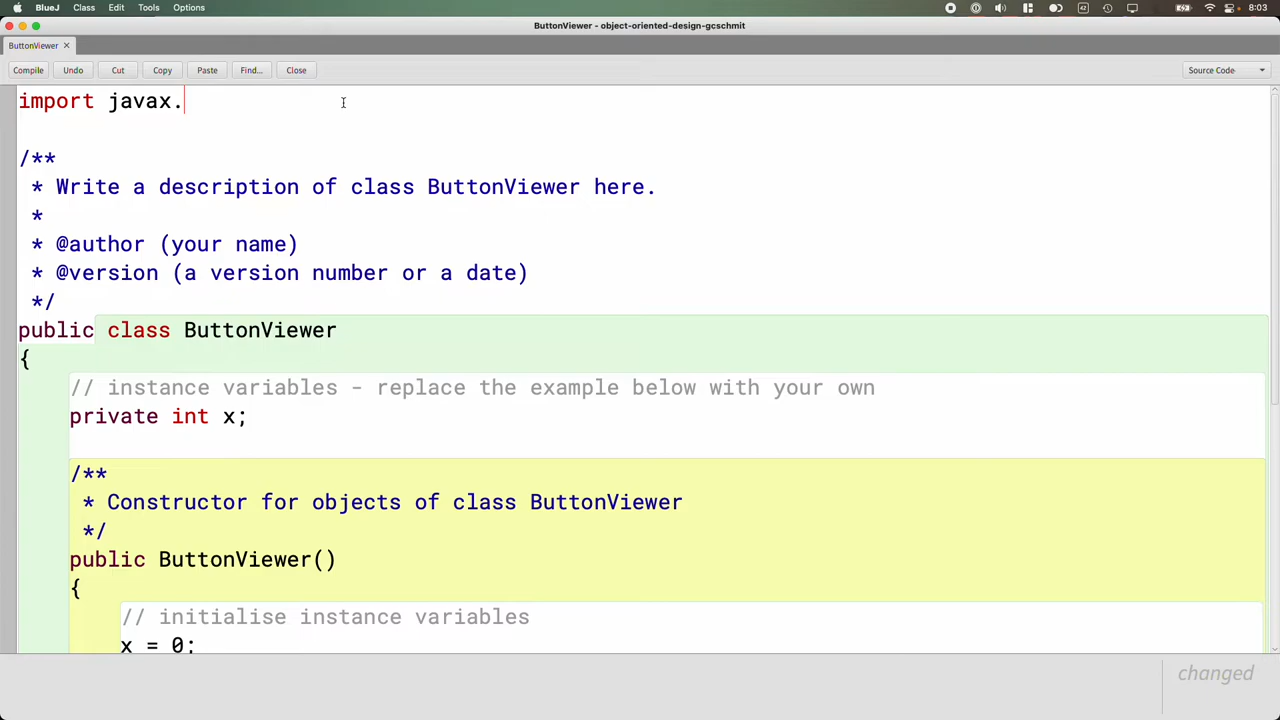 BlueJ Class Edit Tools Options 8:03
ButtonViewer - object-oriented-design-gcschmit
ButtonViewer ×
Compile Undo Cut Copy Paste Find... Close Source Code
import javax.
/**
* Write a description of class ButtonViewer here.
*
* @author (your name)
* @version (a version number or a date)
*/
public class ButtonViewer
{
// instance variables - replace the example below with your own
private int x;
/**
* Constructor for objects of class ButtonViewer
*/
public ButtonViewer()
{
// initialise instance variables
x = 0;
changed